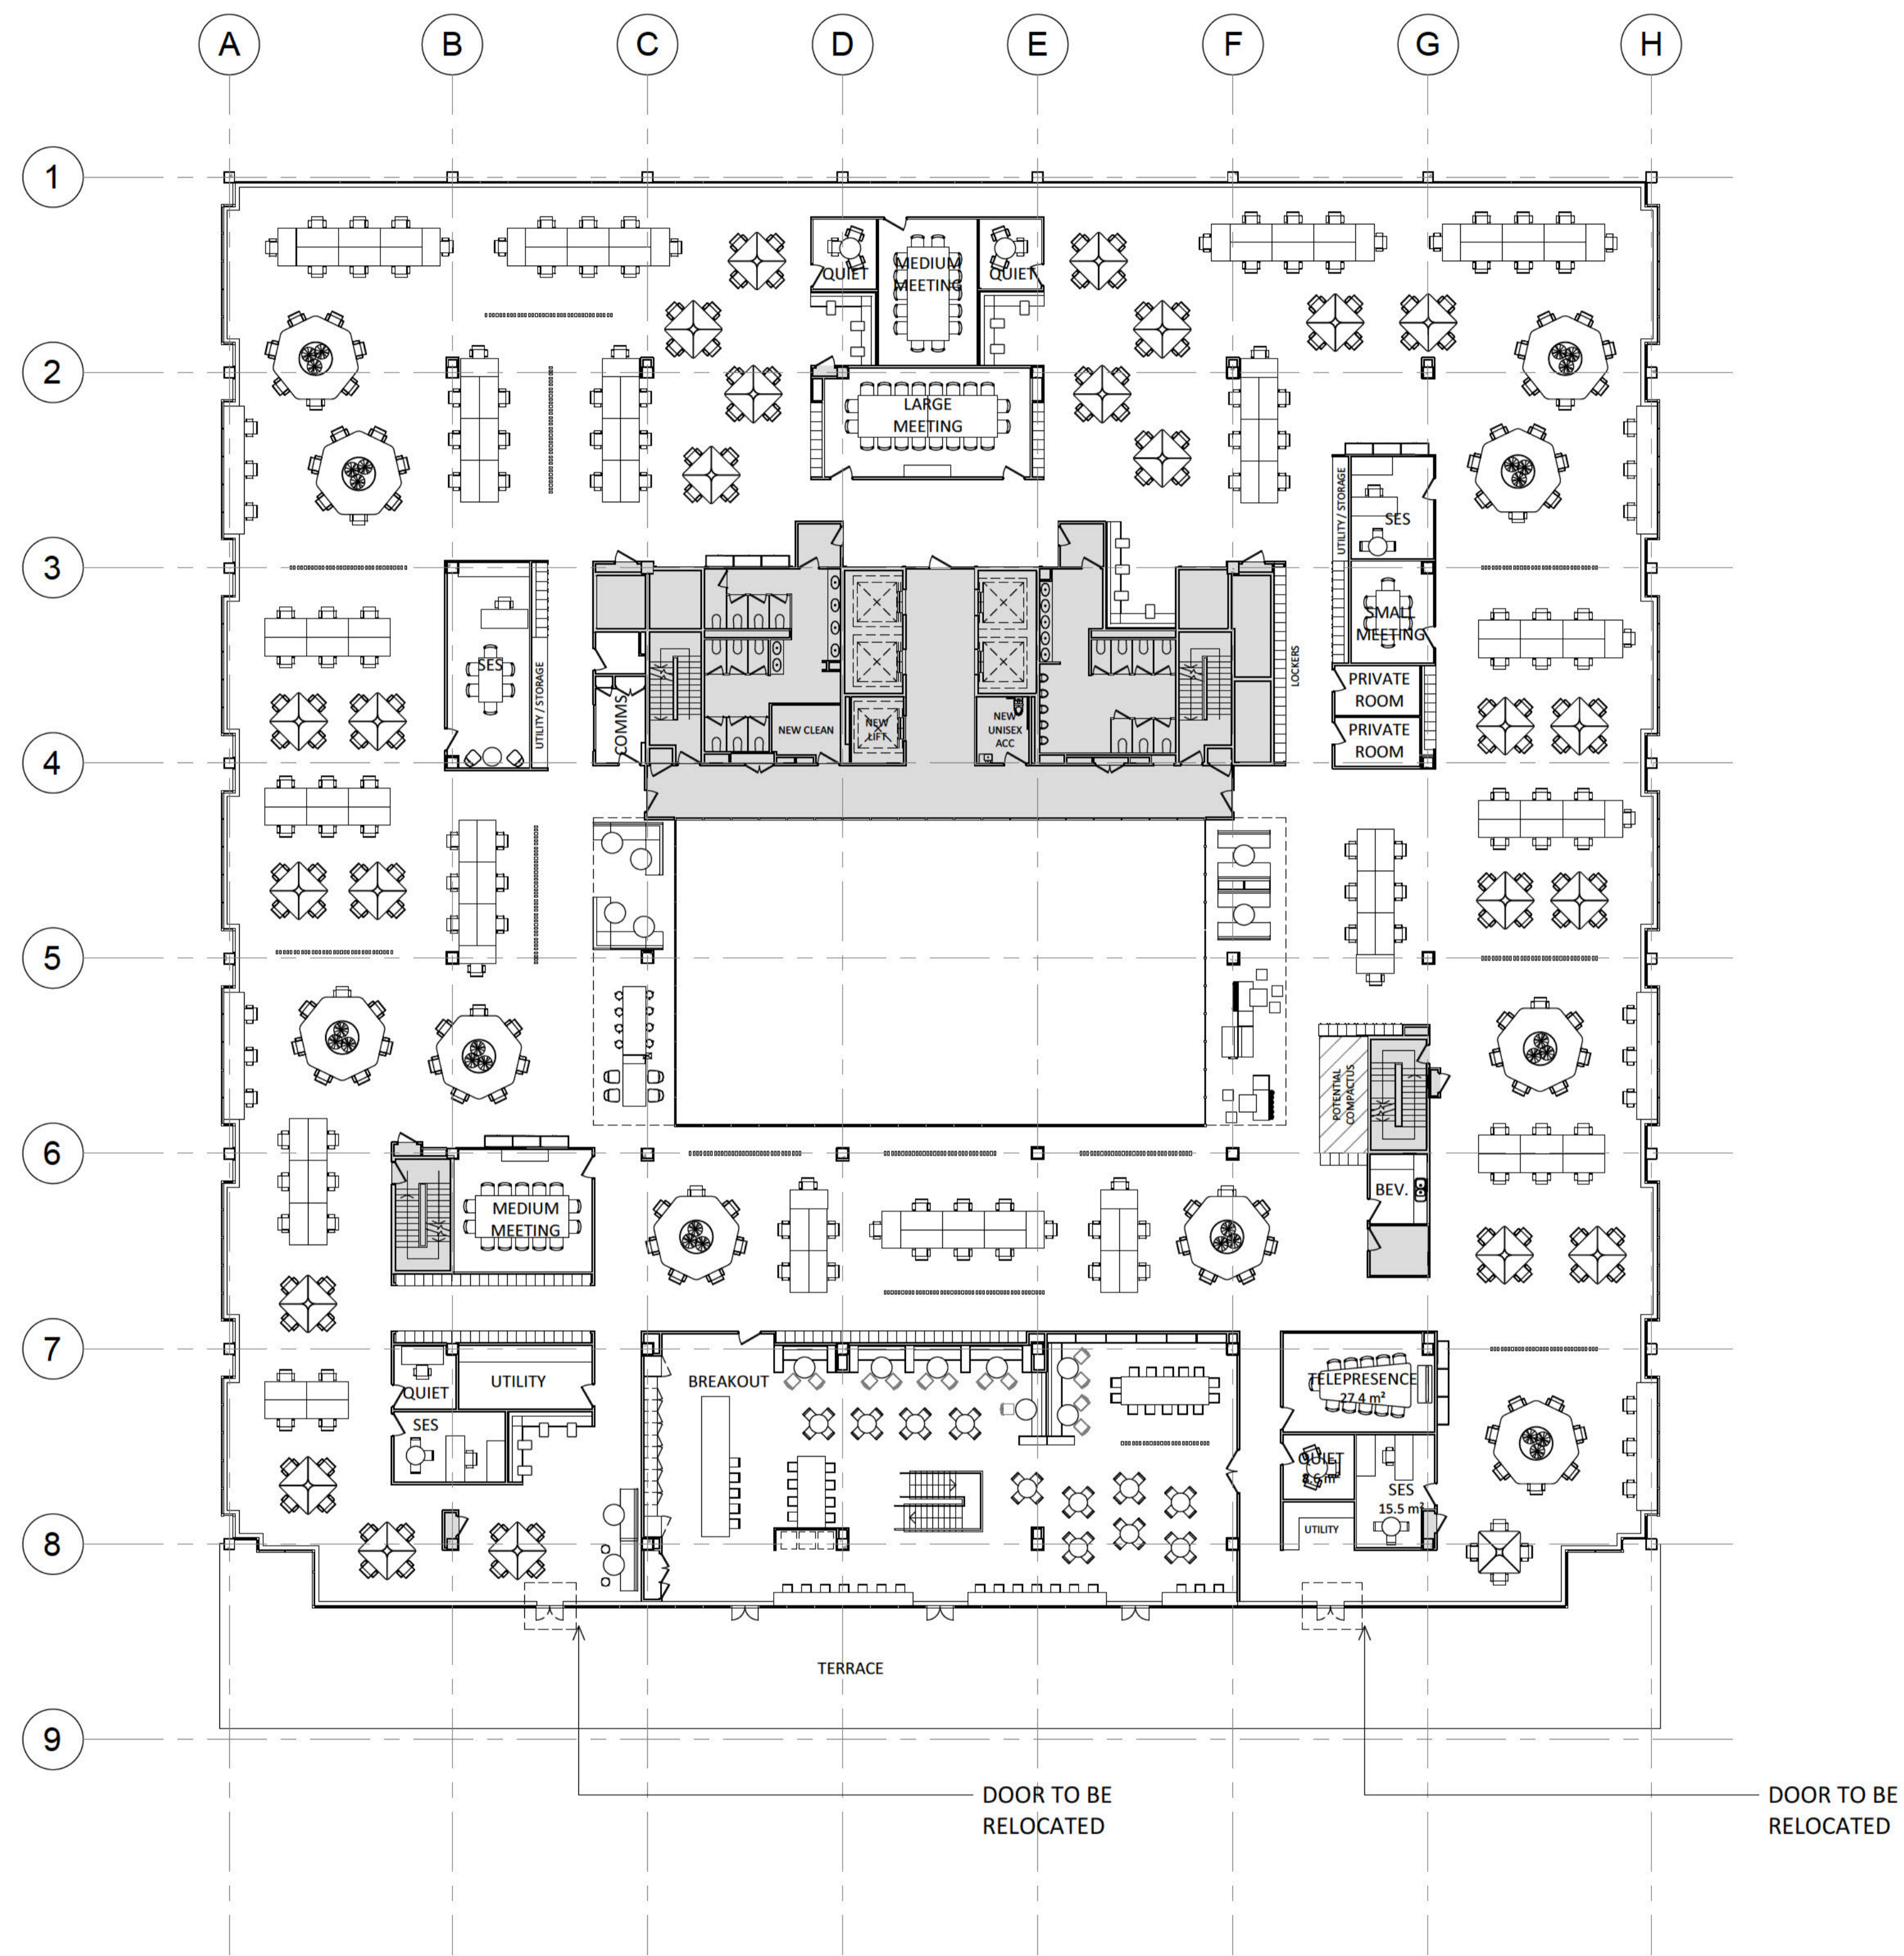 A
B
C
D
E
F
G
H
1
2
3
4
5
6
7
8
9
QUIET
MEDIUM
MEETING
QUIET
LARGE
MEETING
UTILITY / STORAGE
SES
SMALL
MEETING
PRIVATE
ROOM
PRIVATE
ROOM
SES
UTILITY / STORAGE
COMMS
NEW CLEAN
NEW
LIFT
NEW
UNISEX
ACC
LOCKERS
POTENTIAL
COMPACTUS
BEV.
MEDIUM
MEETING
QUIET
UTILITY
SES
BREAKOUT
TELEPRESENCE
27.4 m²
QUIET
8.6 m²
SES
15.5 m²
UTILITY
TERRACE
DOOR TO BE
RELOCATED
DOOR TO BE
RELOCATED